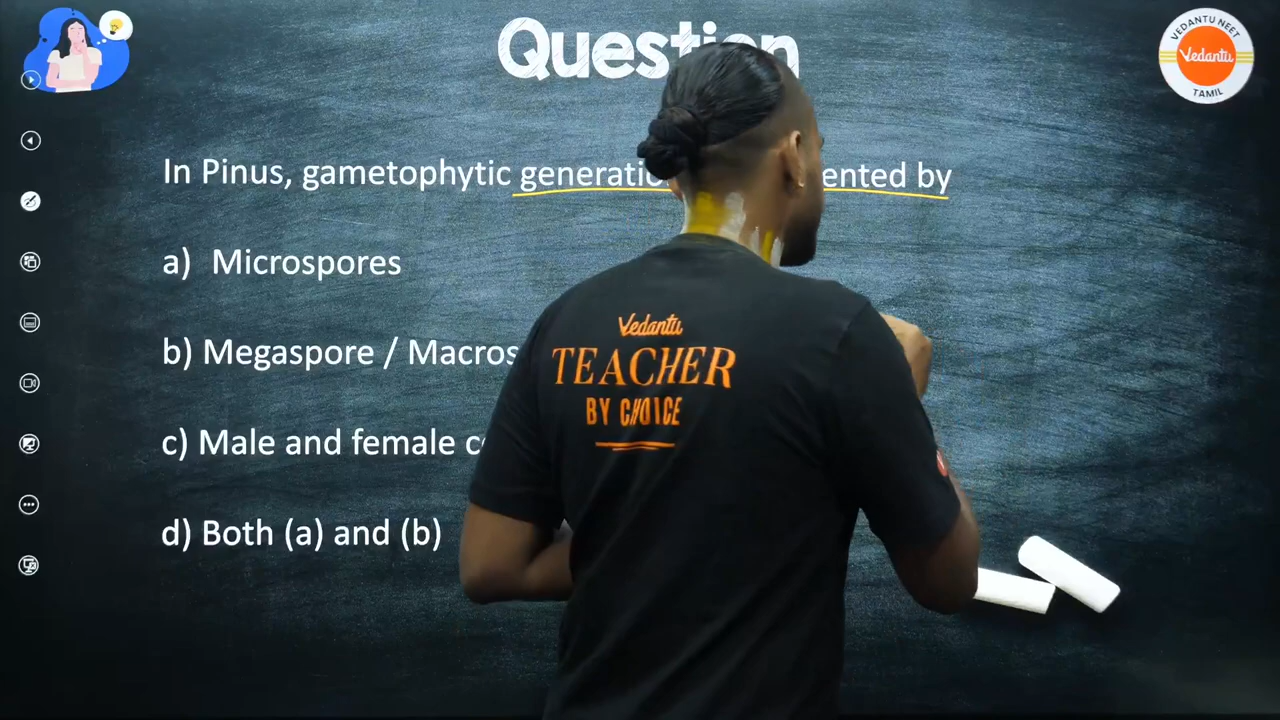 Question
VEDANTU NEET
Vedantu
TAMIL
In Pinus, gametophytic generatio ented by
a) Microspores
b) Megaspore / Macros
c) Male and female c
d) Both (a) and (b)
Vedantu
TEACHER
BY CHOICE